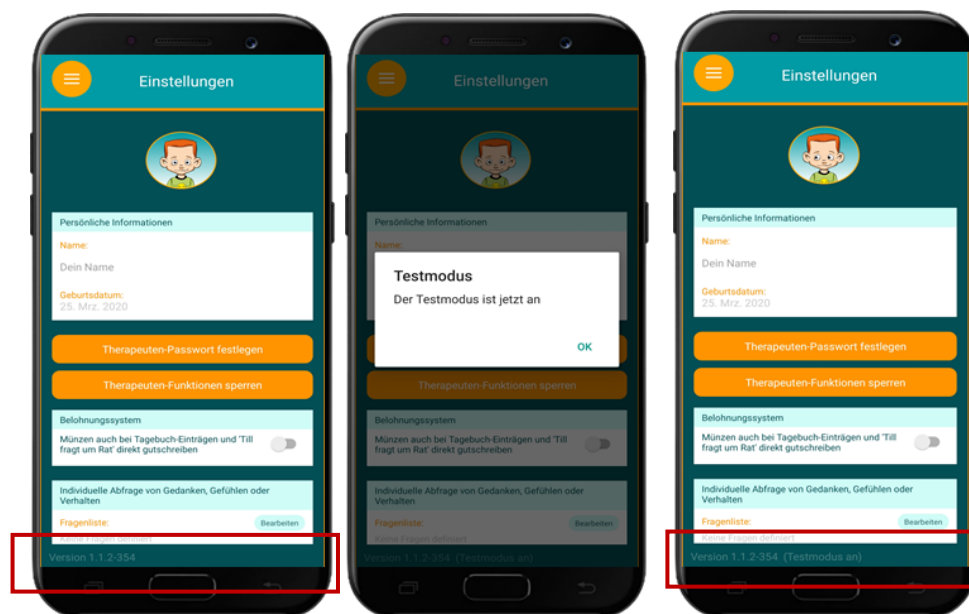 Einstellungen
Persönliche Informationen
Name:
Dein Name
Geburtsdatum:
25. Mrz. 2020
Therapeuten-Passwort festlegen
Therapeuten-Funktionen sperren
Belohnungssystem
Münzen auch bei Tagebuch-Einträgen und 'Till
fragt um Rat' direkt gutschreiben
Individuelle Abfrage von Gedanken, Gefühlen oder
Verhalten
Fragenliste:
Bearbeiten
Keine Fragen definiert
Version 1.1.2-354
Einstellungen
Persönliche Informationen
Name:
Testmodus
Der Testmodus ist jetzt an
OK
Therapeuten-Funktionen sperren
Belohnungssystem
Münzen auch bei Tagebuch-Einträgen und 'Till
fragt um Rat' direkt gutschreiben
Individuelle Abfrage von Gedanken, Gefühlen oder
Verhalten
Fragenliste:
Bearbeiten
Keine Fragen definiert
Version 1.1.2-354 (Testmodus an)
Einstellungen
Persönliche Informationen
Name:
Dein Name
Geburtsdatum:
25. Mrz. 2020
Therapeuten-Passwort festlegen
Therapeuten-Funktionen sperren
Belohnungssystem
Münzen auch bei Tagebuch-Einträgen und 'Till
fragt um Rat' direkt gutschreiben
Individuelle Abfrage von Gedanken, Gefühlen oder
Verhalten
Fragenliste:
Bearbeiten
Keine Fragen definiert
Version 1.1.2-354 (Testmodus an)